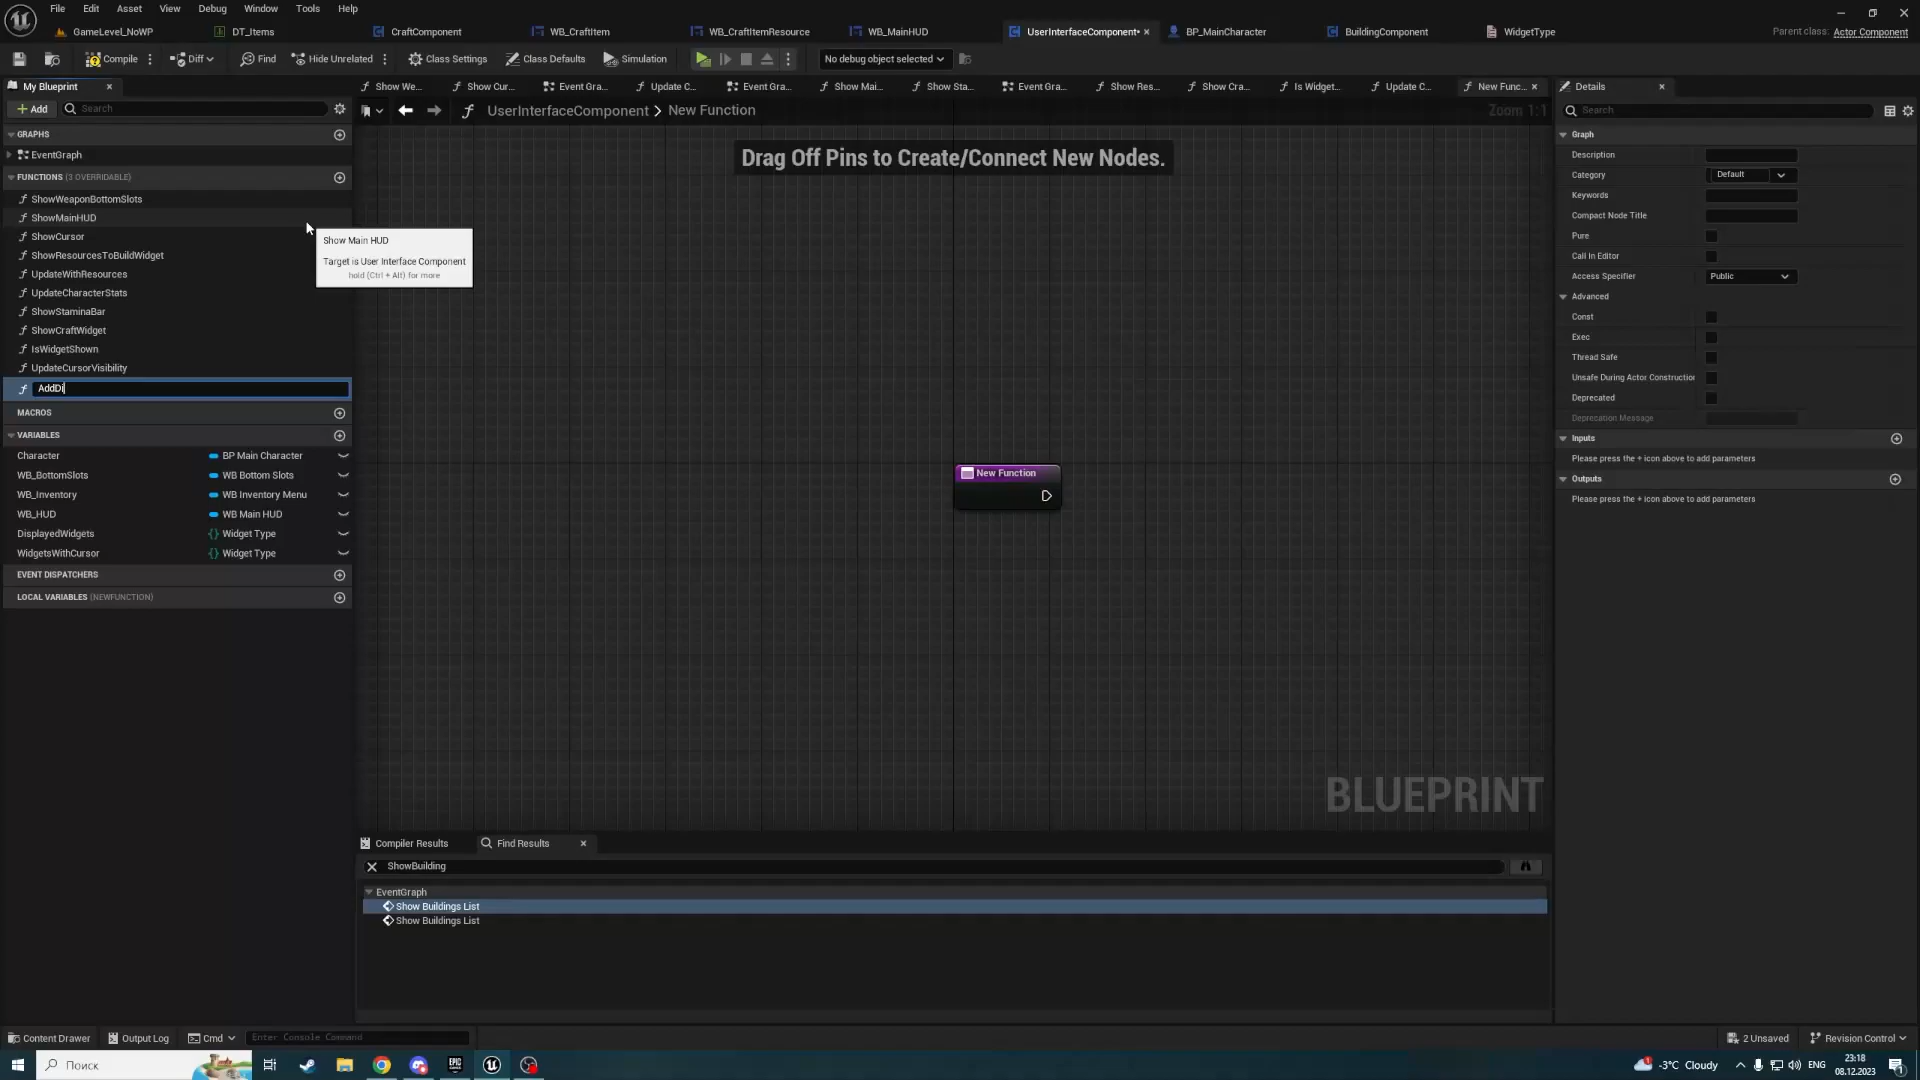 File Edit Asset View Debug Window Tools Help
GameLevel_NoWP DT_Items CraftComponent WB_CraftItem WB_CraftItemResource WB_MainHUD UserInterfaceComponent• BP_MainCharacter BuildingComponent WidgetType Parent class: Actor Component
Compile Diff Find Hide Unrelated Class Settings Class Defaults Simulation No debug object selected
My Blueprint Show We... Show Cur... Event Gra... Update C... Event Gra... Show Mai... Show Sta... Event Gra... Show Res... Show Cra... Is Widget... Update C... New Func... Details
Add Search UserInterfaceComponent > New Function Zoom 1:1 Search
GRAPHS
EventGraph
FUNCTIONS (3 OVERRIDABLE)
ShowWeaponBottomSlots
ShowMainHUD
ShowCursor
ShowResourcesToBuildWidget
UpdateWithResources
UpdateCharacterStats
ShowStaminaBar
ShowCraftWidget
IsWidgetShown
UpdateCursorVisibility
AddDi
MACROS
VARIABLES
Character BP Main Character
WB_BottomSlots WB Bottom Slots
WB_Inventory WB Inventory Menu
WB_HUD WB Main HUD
DisplayedWidgets Widget Type
WidgetsWithCursor Widget Type
EVENT DISPATCHERS
LOCAL VARIABLES (NEWFUNCTION)
Show Main HUD
Target is User Interface Component
hold (Ctrl + Alt) for more
Drag Off Pins to Create/Connect New Nodes.
New Function
BLUEPRINT
Graph
Description
Category Default
Keywords
Compact Node Title
Pure
Call In Editor
Access Specifier Public
Advanced
Const
Exec
Thread Safe
Unsafe During Actor Construction
Deprecated
Deprecation Message
Inputs
Please press the + icon above to add parameters
Outputs
Please press the + icon above to add parameters
Compiler Results Find Results
ShowBuilding
EventGraph
Show Buildings List
Show Buildings List
Content Drawer Output Log Cmd Enter Console Command 2 Unsaved Revision Control
Поиск EPIC GAMES 1 -3°C Cloudy ENG 23:18
08.12.2023 1